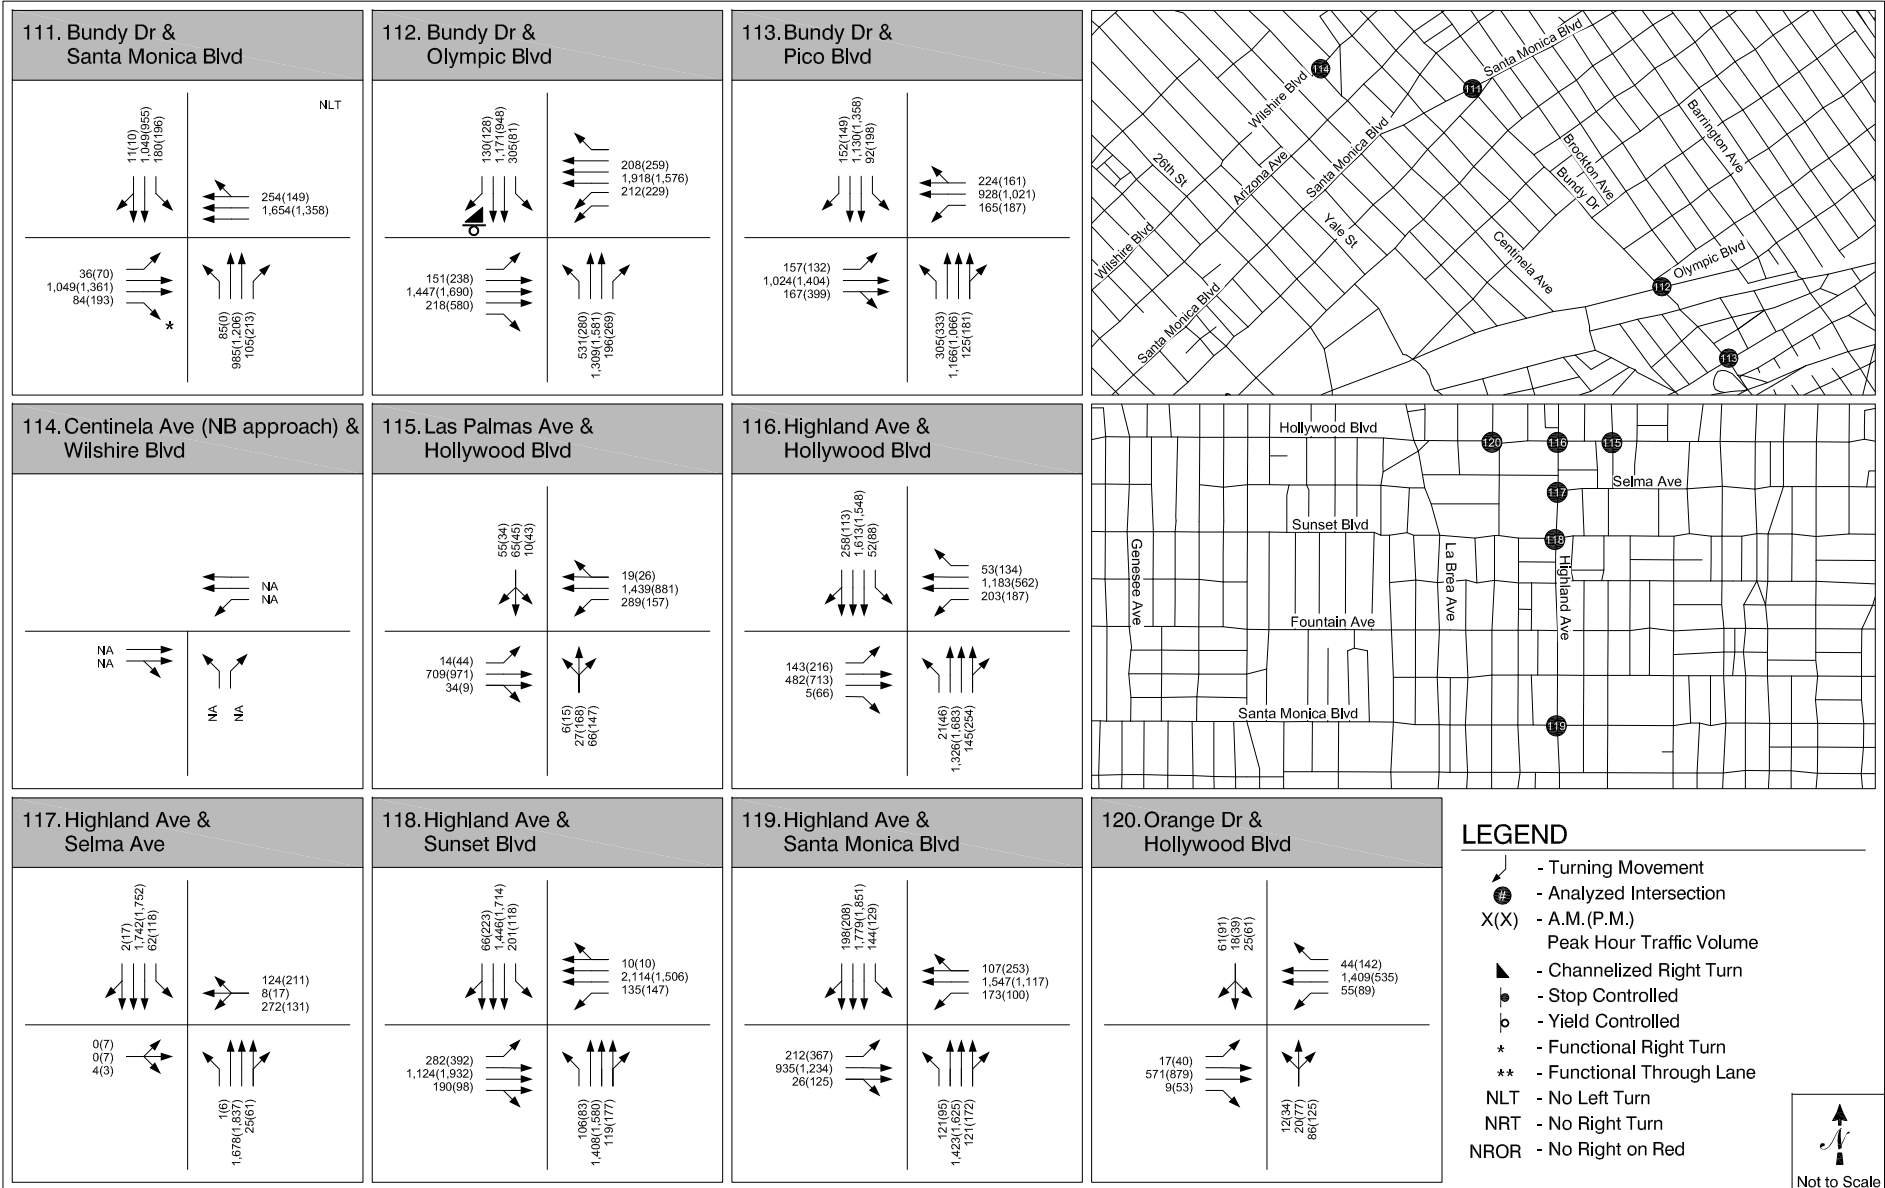 111. Bundy Dr &
Santa Monica Blvd
NLT
11(10)
1,049(955)
180(196)
254(149)
1,654(1,358)
36(70)
1,049(1,361)
84(193)
*
85(0)
985(1,206)
105(213)
112. Bundy Dr &
Olympic Blvd
130(128)
1,171(948)
305(81)
208(259)
1,918(1,576)
212(229)
151(238)
1,447(1,690)
218(580)
531(280)
1,309(1,581)
196(269)
113. Bundy Dr &
Pico Blvd
152(149)
1,130(1,358)
92(198)
224(161)
928(1,021)
165(187)
157(132)
1,024(1,404)
167(399)
305(333)
1,166(1,066)
125(181)
114
111
112
113
Santa Monica Blvd
Wilshire Blvd
Barrington Ave
Santa Monica Blvd
Brockton Ave
26th St
Arizona Ave
Bundy Dr
Yale St
Wilshire Blvd
Centinela Ave
Olympic Blvd
Santa Monica Blvd
114. Centinela Ave (NB approach) &
Wilshire Blvd
NA
NA
NA
NA
NA
NA
115. Las Palmas Ave &
Hollywood Blvd
55(34)
65(45)
10(43)
19(26)
1,439(881)
289(157)
14(44)
709(971)
34(9)
6(15)
27(168)
66(147)
116. Highland Ave &
Hollywood Blvd
258(113)
1,613(1,548)
52(88)
53(134)
1,183(562)
203(187)
143(216)
482(713)
5(66)
21(46)
1,326(1,683)
145(254)
Hollywood Blvd
120
116
115
Selma Ave
117
Sunset Blvd
118
Genesee Ave
La Brea Ave
Highland Ave
Fountain Ave
Santa Monica Blvd
119
117. Highland Ave &
Selma Ave
2(17)
1,742(1,752)
62(118)
124(211)
8(17)
272(131)
0(7)
0(7)
4(3)
1(6)
1,678(1,837)
25(61)
118. Highland Ave &
Sunset Blvd
66(223)
1,446(1,714)
201(118)
10(10)
2,114(1,506)
135(147)
282(392)
1,124(1,932)
190(98)
106(83)
1,408(1,580)
119(177)
119. Highland Ave &
Santa Monica Blvd
198(208)
1,779(1,851)
144(129)
107(253)
1,547(1,117)
173(100)
212(367)
935(1,234)
26(125)
121(95)
1,423(1,625)
121(172)
120. Orange Dr &
Hollywood Blvd
61(91)
18(39)
25(61)
44(142)
1,409(535)
55(89)
17(40)
571(879)
9(53)
12(34)
20(77)
86(125)
LEGEND
- Turning Movement
# - Analyzed Intersection
X(X) - A.M.(P.M.)
Peak Hour Traffic Volume
- Channelized Right Turn
- Stop Controlled
- Yield Controlled
* - Functional Right Turn
** - Functional Through Lane
NLT - No Left Turn
NRT - No Right Turn
NROR - No Right on Red
N
Not to Scale